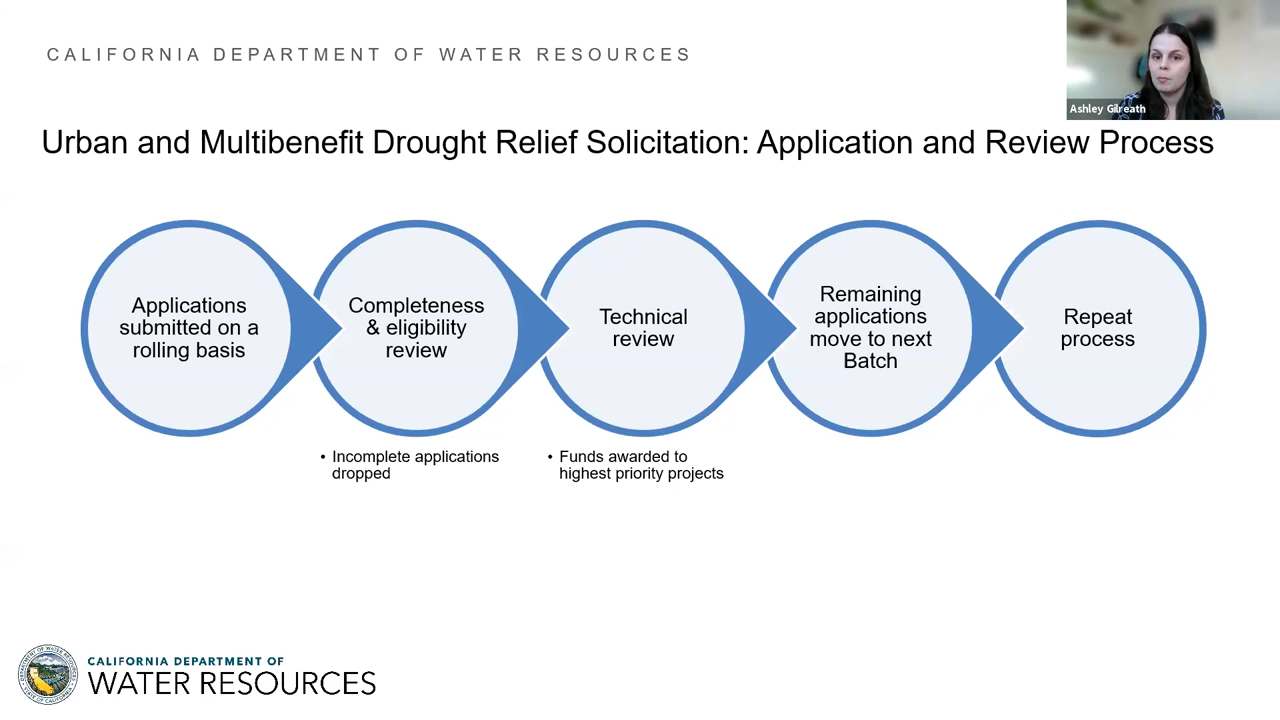 CALIFORNIA DEPARTMENT OF WATER RESOURCES
Ashley Gilreath
Urban and Multibenefit Drought Relief Solicitation: Application and Review Process
Applications
submitted on a
rolling basis
Completeness
& eligibility
review
Technical
review
Remaining
applications
move to next
Batch
Repeat
process
• Incomplete applications
dropped
• Funds awarded to
highest priority projects
CALIFORNIA DEPARTMENT OF
WATER RESOURCES